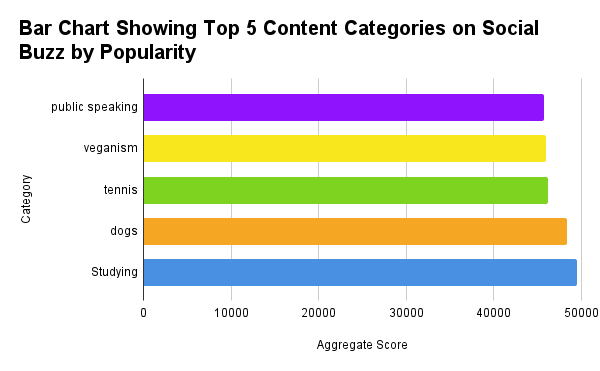 Bar Chart Showing Top 5 Content Categories on Social
Buzz by Popularity
public speaking
veganism
tennis
dogs
Studying
Category
0 10000 20000 30000 40000 50000
Aggregate Score